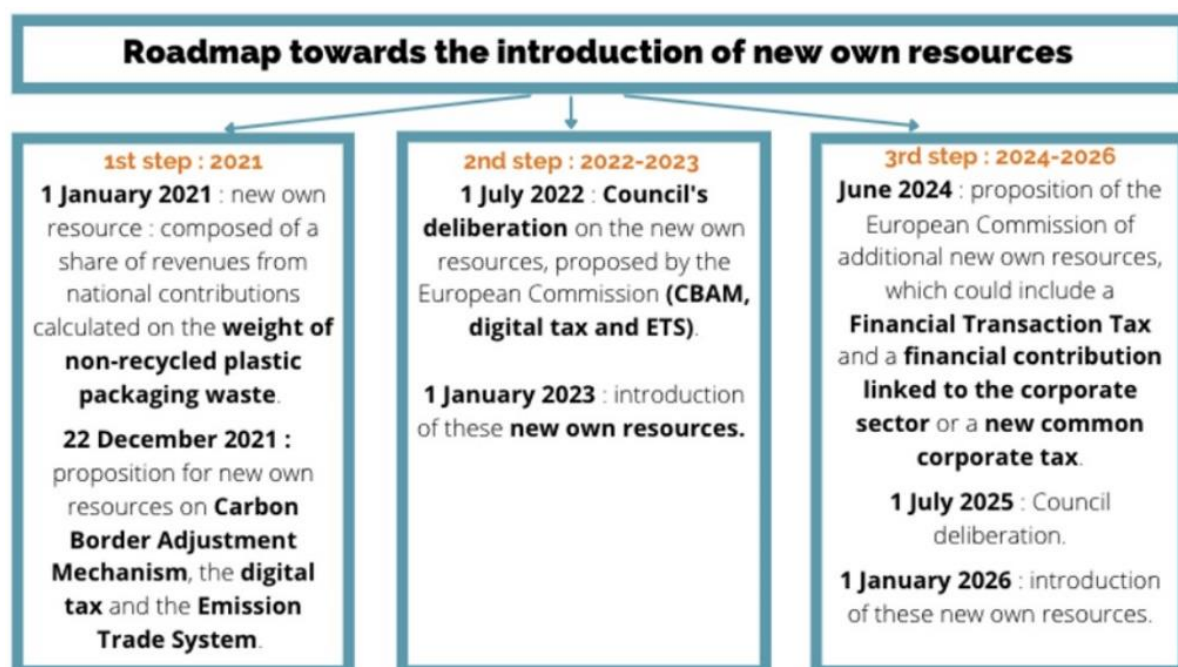 Roadmap towards the introduction of new own resources
1st step : 2021
1 January 2021 : new own
resource : composed of a
share of revenues from
national contributions
calculated on the weight of
non-recycled plastic
packaging waste.
22 December 2021 :
proposition for new own
resources on Carbon
Border Adjustment
Mechanism, the digital
tax and the Emission
Trade System.
2nd step : 2022-2023
1 July 2022 : Council's
deliberation on the new own
resources, proposed by the
European Commission (CBAM,
digital tax and ETS).
1 January 2023 : introduction
of these new own resources.
3rd step : 2024-2026
June 2024 : proposition of the
European Commission of
additional new own resources,
which could include a
Financial Transaction Tax
and a financial contribution
linked to the corporate
sector or a new common
corporate tax.
1 July 2025 : Council
deliberation.
1 January 2026 : introduction
of these new own resources.